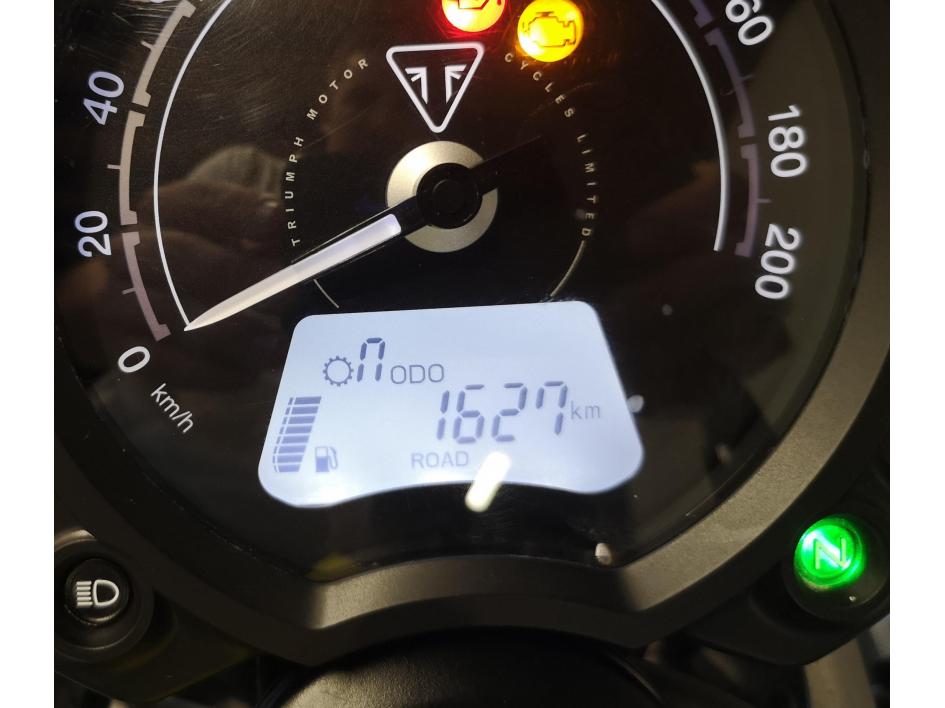 60
40
180
20
200
0
km/h
TRIUMPH MOTOR
CYCLES LIMITED
n ODO
1627 km
ROAD
N